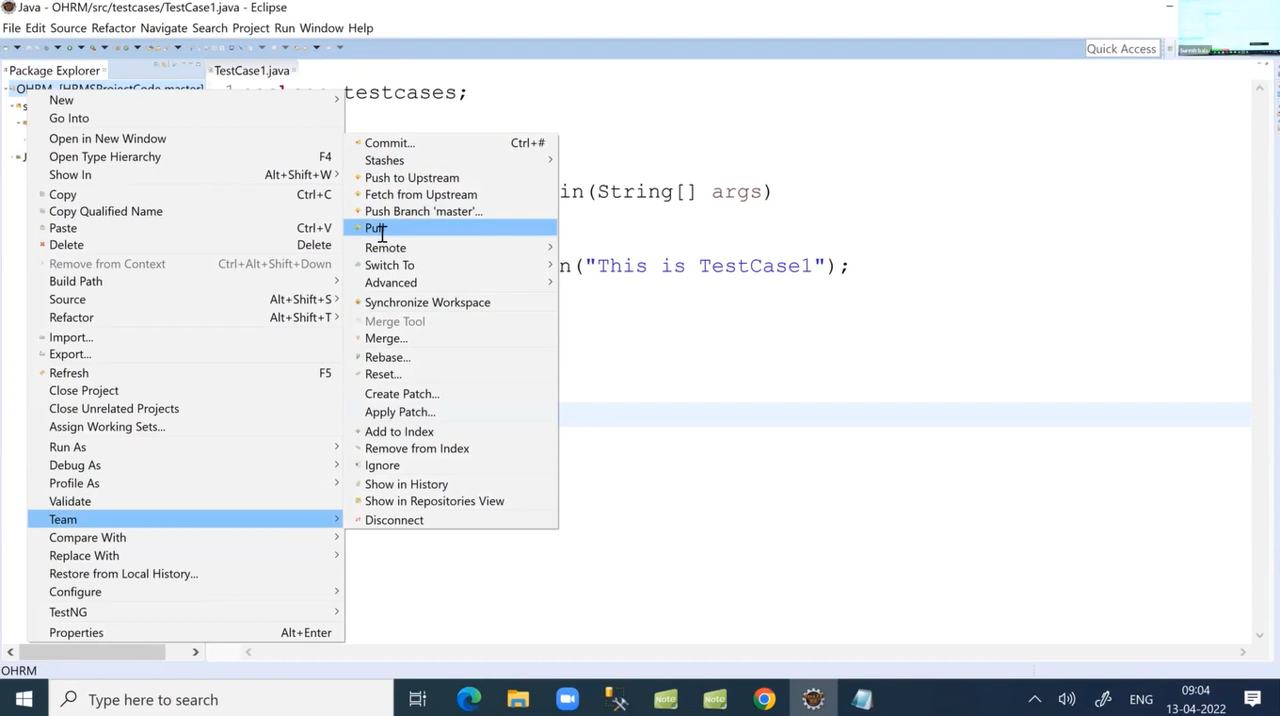 Java - OHRM/src/testcases/TestCase1.java - Eclipse
File Edit Source Refactor Navigate Search Project Run Window Help
Quick Access
Package Explorer
TestCase1.java
OHRM [HRMSProjectCode master]
1
testcases;
in(String[] args)
n("This is TestCase1");
New
Go Into
Open in New Window
Open Type Hierarchy F4
Show In Alt+Shift+W
Copy Ctrl+C
Copy Qualified Name
Paste Ctrl+V
Delete Delete
Remove from Context Ctrl+Alt+Shift+Down
Build Path
Source Alt+Shift+S
Refactor Alt+Shift+T
Import...
Export...
Refresh F5
Close Project
Close Unrelated Projects
Assign Working Sets...
Run As
Debug As
Profile As
Validate
Team
Compare With
Replace With
Restore from Local History...
Configure
TestNG
Properties Alt+Enter
Commit... Ctrl+#
Stashes
Push to Upstream
Fetch from Upstream
Push Branch 'master'...
Pull
Remote
Switch To
Advanced
Synchronize Workspace
Merge Tool
Merge...
Rebase...
Reset...
Create Patch...
Apply Patch...
Add to Index
Remove from Index
Ignore
Show in History
Show in Repositories View
Disconnect
OHRM
Type here to search
Note
Note
ENG
09:04
13-04-2022